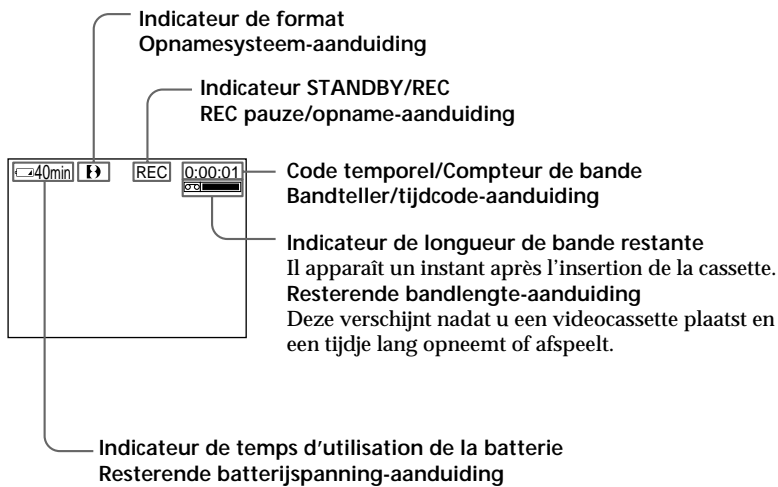 Indicateur de format
Opnamesysteem-aanduiding
Indicateur STANDBY/REC
REC pauze/opname-aanduiding
40min REC 0:00:01
Code temporel/Compteur de bande
Bandteller/tijdcode-aanduiding
Indicateur de longueur de bande restante
Il apparaît un instant après l'insertion de la cassette.
Resterende bandlengte-aanduiding
Deze verschijnt nadat u een videocassette plaatst en
een tijdje lang opneemt of afspeelt.
Indicateur de temps d'utilisation de la batterie
Resterende batterijspanning-aanduiding